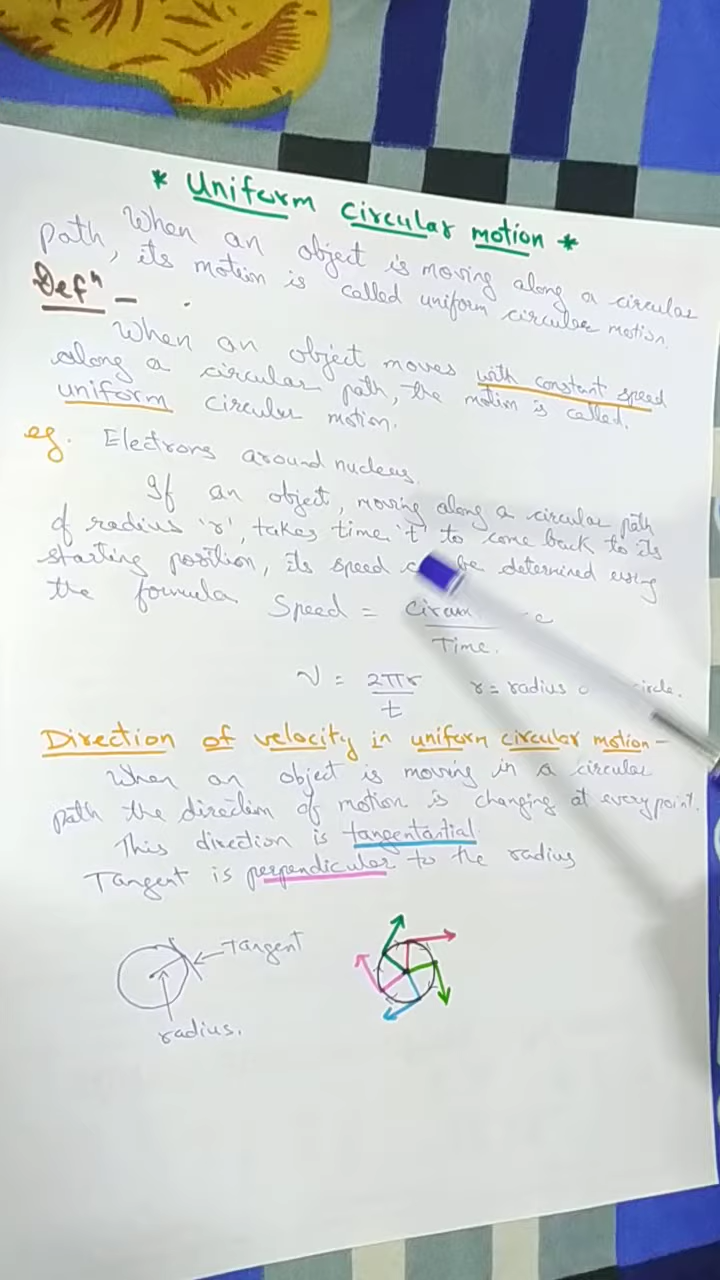 * Uniform circular motion *
When an object is moving along a circular
path, its motion is called uniform circular motion.
Defn -
When an object moves with constant speed
along a circular path, the motion is called.
uniform circular motion.
eg. Electrons around nucleus.
If an object, moving along a circular path
of radius 'r', takes time 't' to come back to its
starting position, its speed be determined using
the formula
Speed =
Time.
v = 2πr
t
r = radius circle.
Direction of velocity in uniform circular motion -
When an object is moving in a circular
path the direction of motion is changing at every point.
This direction is tangentantial
Tangent is perpendicular to the radius
Tangent
radius.